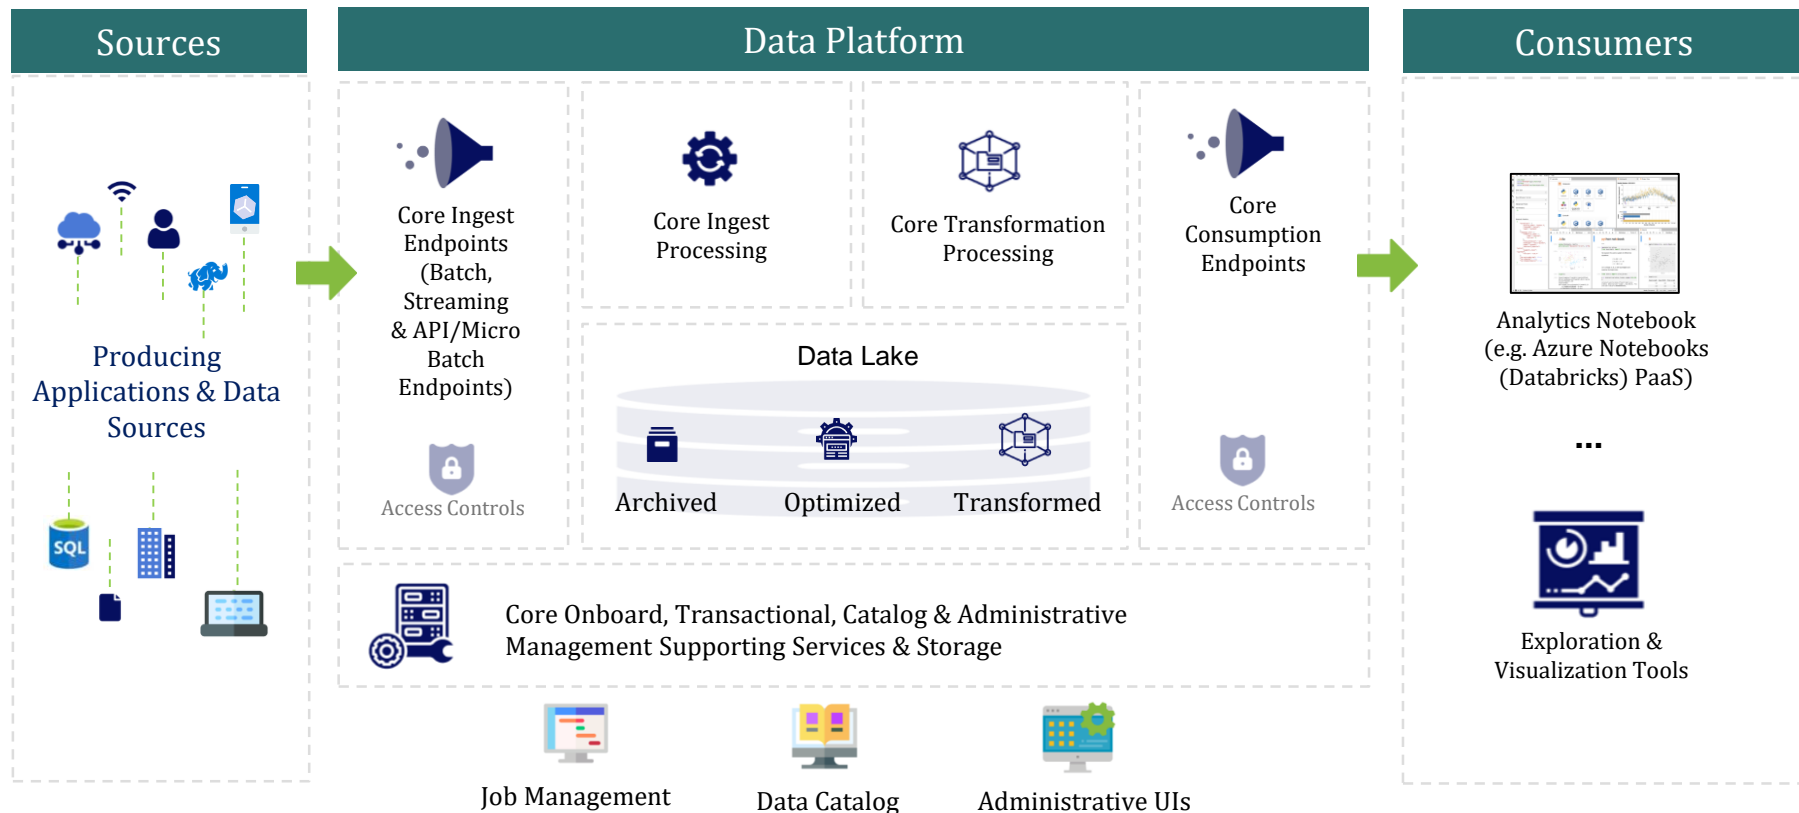 Sources
Data Platform
Consumers
Producing
Applications & Data
Sources
SQL
Core Ingest
Endpoints
(Batch,
Streaming
& API/Micro
Batch
Endpoints)
Access Controls
Core Ingest
Processing
Core Transformation
Processing
Data Lake
Archived
Optimized
Transformed
Core
Consumption
Endpoints
Access Controls
Core Onboard, Transactional, Catalog & Administrative
Management Supporting Services & Storage
Job Management
Data Catalog
Administrative UIs
Analytics Notebook
(e.g. Azure Notebooks
(Databricks) PaaS)
...
Exploration &
Visualization Tools